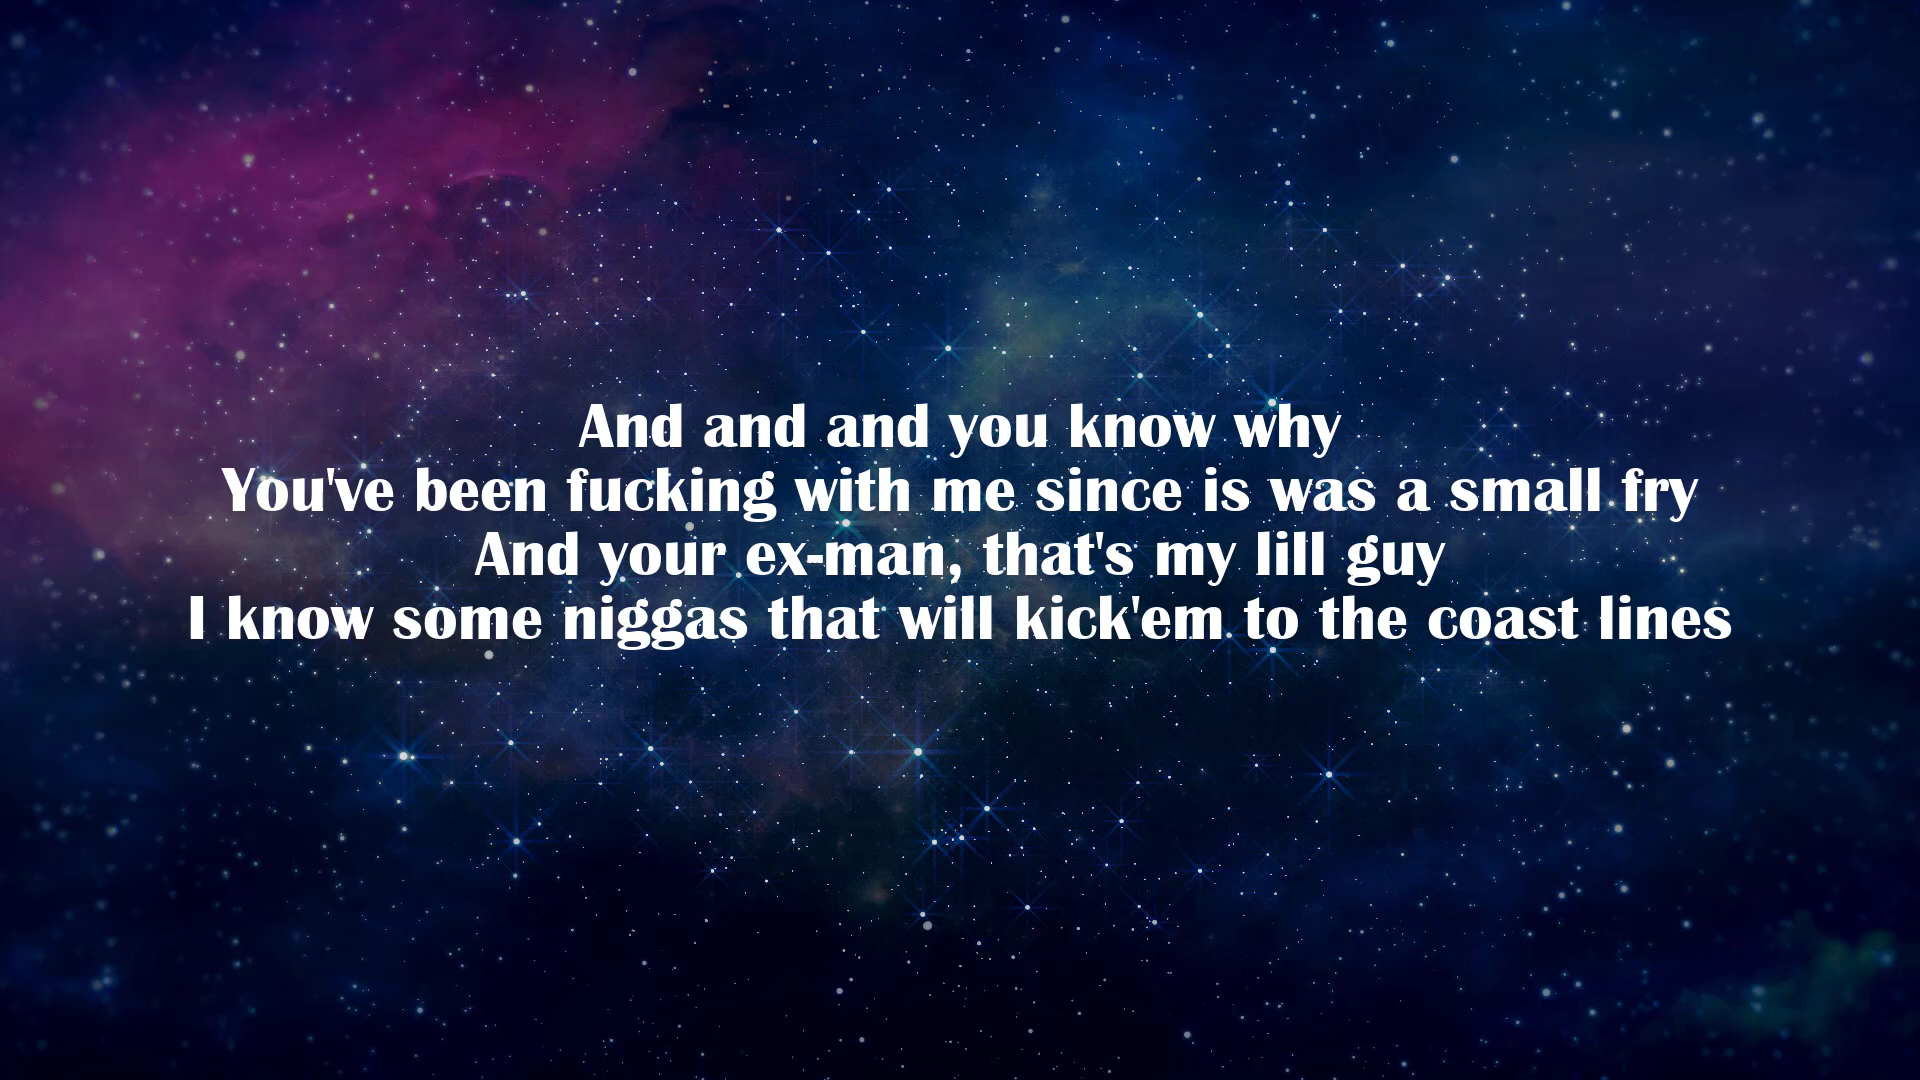 And and and you know why
You've been fucking with me since is was a small fry
And your ex-man, that's my lill guy
I know some niggas that will kick'em to the coast lines